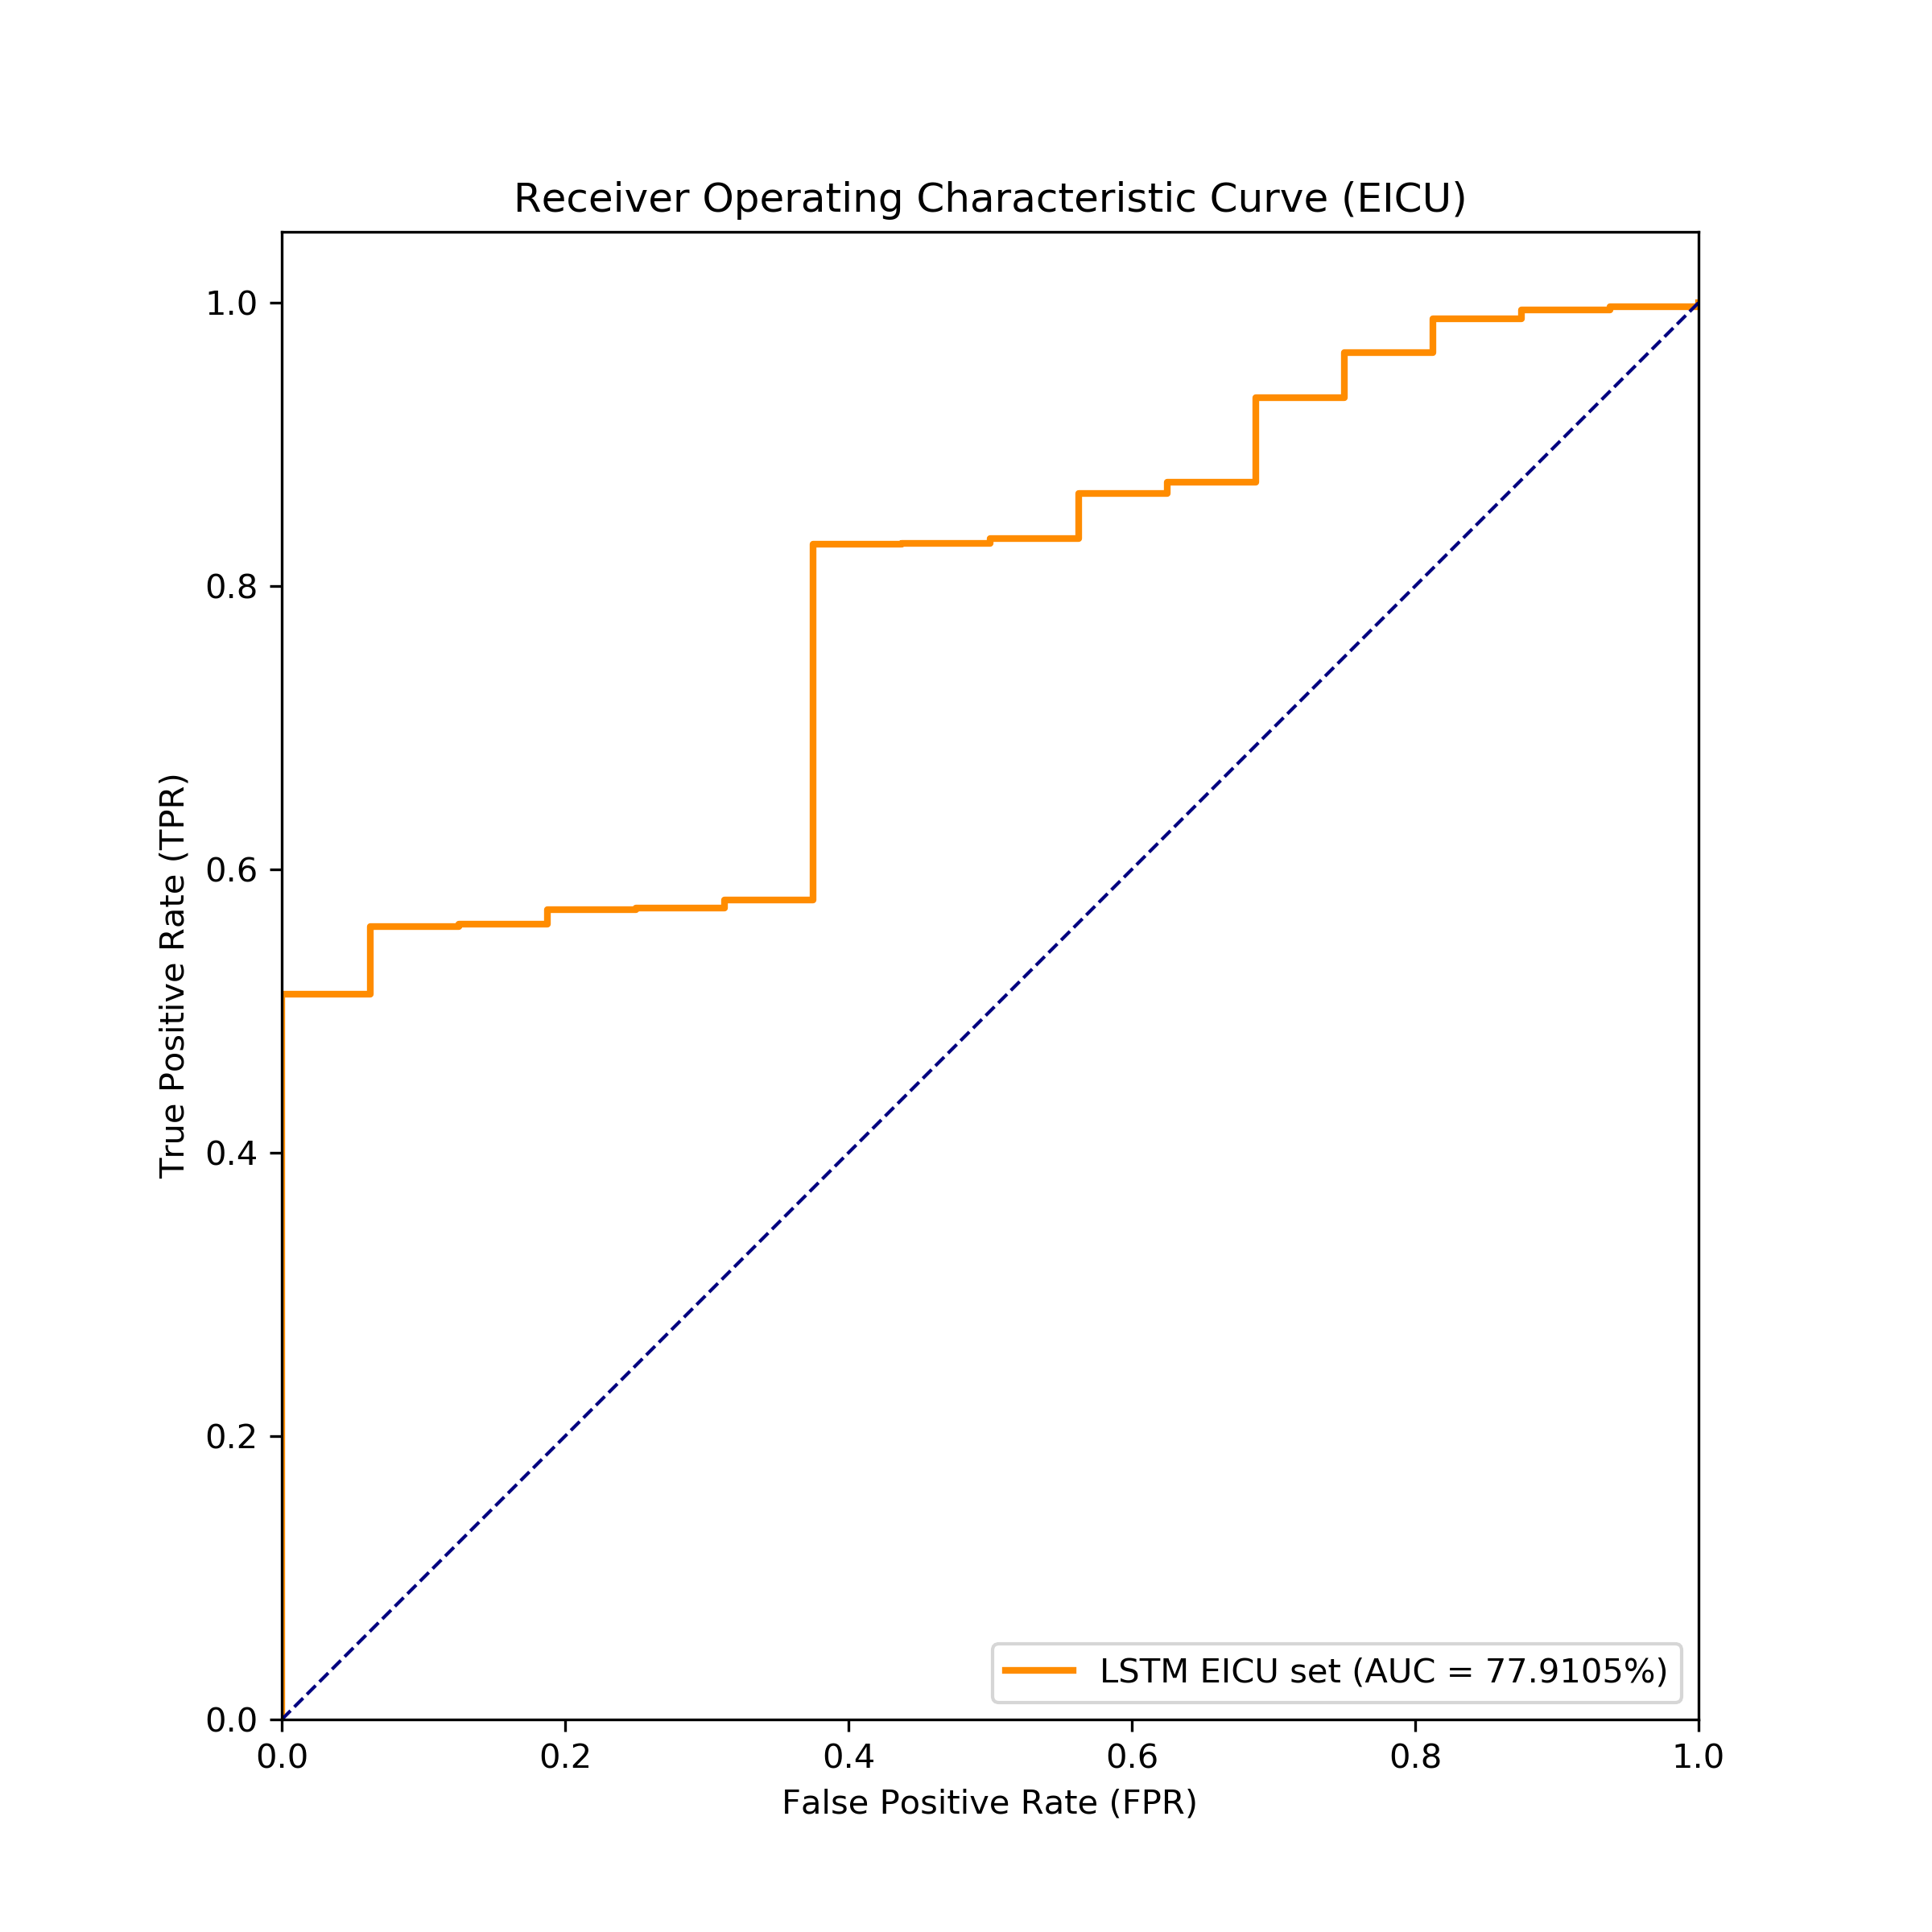 Receiver Operating Characteristic Curve (EICU)
True Positive Rate (TPR)
1.0
0.8
0.6
0.4
0.2
0.0
0.0 0.2 0.4 0.6 0.8 1.0
False Positive Rate (FPR)
LSTM EICU set (AUC = 77.9105%)